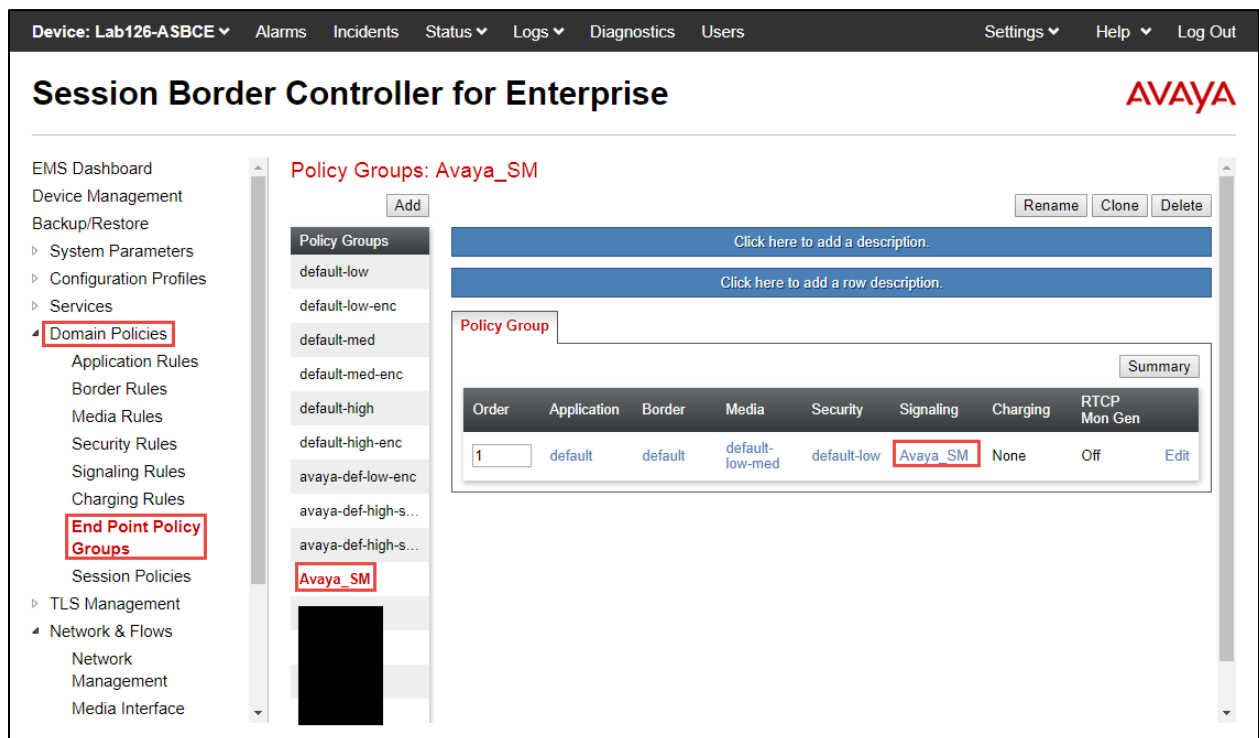 Device: Lab126-ASBCE Alarms Incidents Status Logs Diagnostics Users Settings Help Log Out
Session Border Controller for Enterprise
AVAYA
EMS Dashboard
Device Management
Backup/Restore
System Parameters
Configuration Profiles
Services
Domain Policies
Application Rules
Border Rules
Media Rules
Security Rules
Signaling Rules
Charging Rules
End Point Policy
Groups
Session Policies
TLS Management
Network & Flows
Network
Management
Media Interface
Policy Groups: Avaya_SM
Add
Rename Clone Delete
Policy Groups
default-low
default-low-enc
default-med
default-med-enc
default-high
default-high-enc
avaya-def-low-enc
avaya-def-high-s...
avaya-def-high-s...
Avaya_SM
Click here to add a description.
Click here to add a row description.
Policy Group
Summary
Order Application Border Media Security Signaling Charging RTCP Mon Gen
1 default default default-low-med default-low Avaya_SM None Off Edit